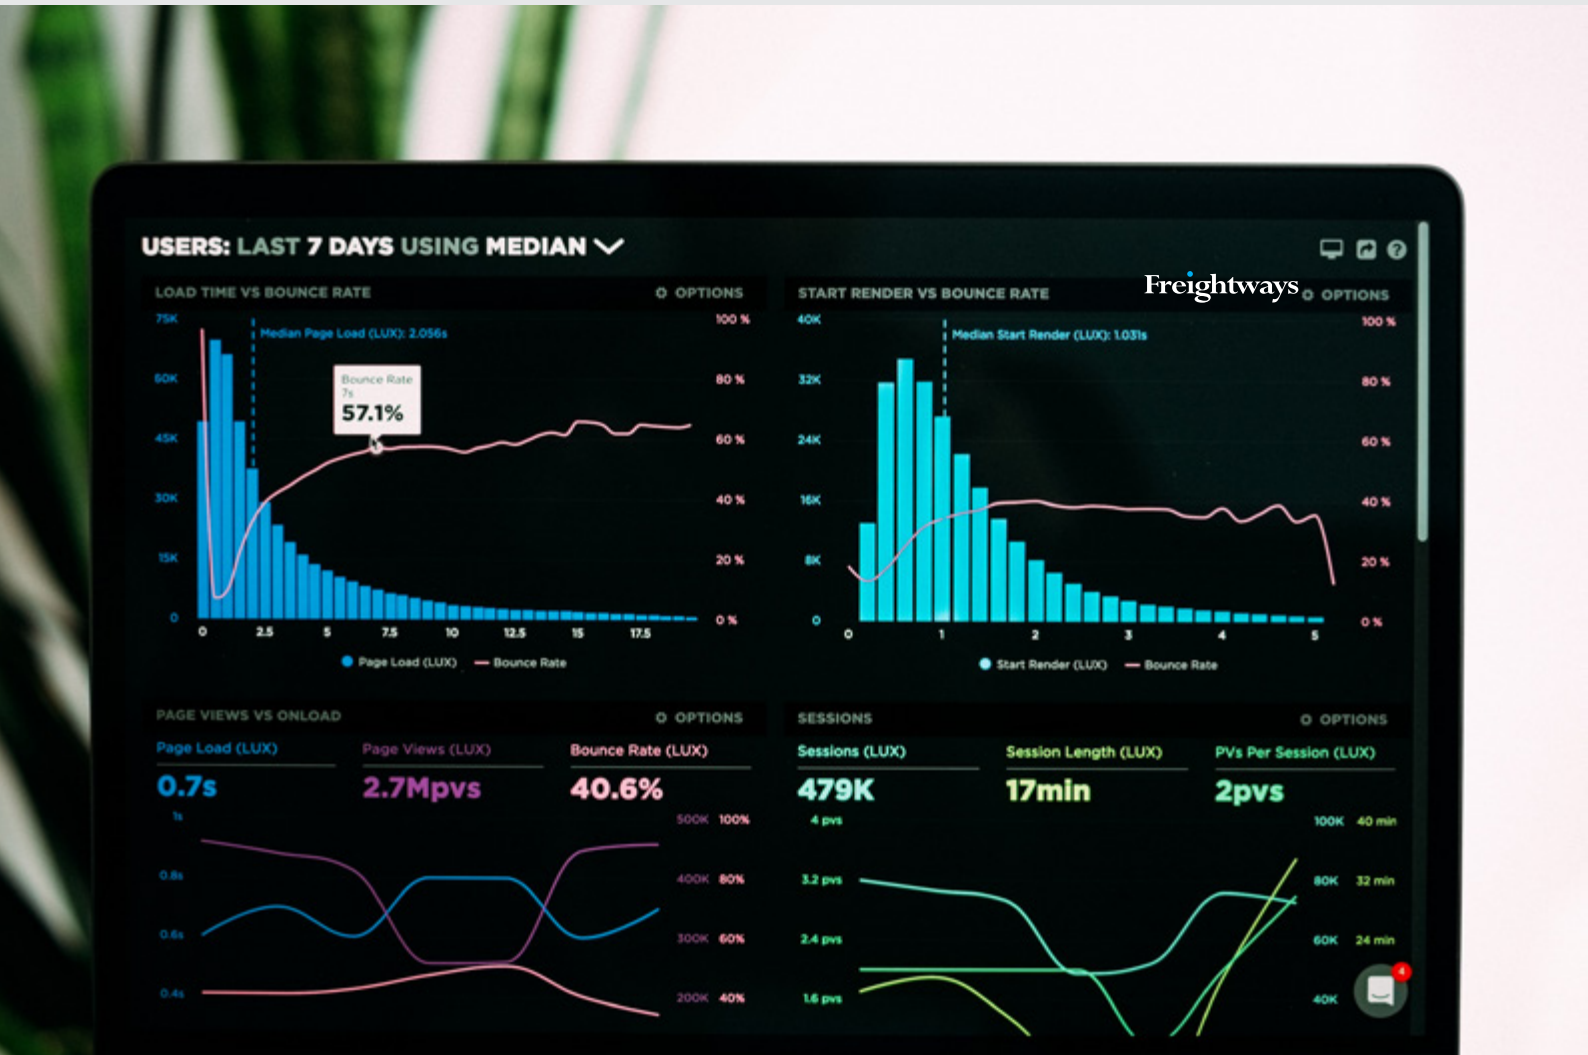 USERS: LAST 7 DAYS USING MEDIAN
LOAD TIME VS BOUNCE RATE
OPTIONS
75K
60K
45K
30K
15K
0
Median Page Load (LUX): 2.056s
Bounce Rate
7s
57.1%
100 %
80 %
60 %
40 %
20 %
0 %
0 2.5 5 7.5 10 12.5 15 17.5
Page Load (LUX) Bounce Rate
START RENDER VS BOUNCE RATE
Freightways
OPTIONS
40K
32K
24K
16K
8K
0
Median Start Render (LUX): 1.031s
100 %
80 %
60 %
40 %
20 %
0 %
0 1 2 3 4 5
Start Render (LUX) Bounce Rate
PAGE VIEWS VS ONLOAD
OPTIONS
Page Load (LUX) Page Views (LUX) Bounce Rate (LUX)
0.7s 2.7Mpvs 40.6%
1s 500K 100%
0.8s 400K 80%
0.6s 300K 60%
0.4s 200K 40%
SESSIONS
OPTIONS
Sessions (LUX) Session Length (LUX) PVs Per Session (LUX)
479K 17min 2pvs
4 pvs 100K 40 min
3.2 pvs 80K 32 min
2.4 pvs 60K 24 min
1.6 pvs 40K
4